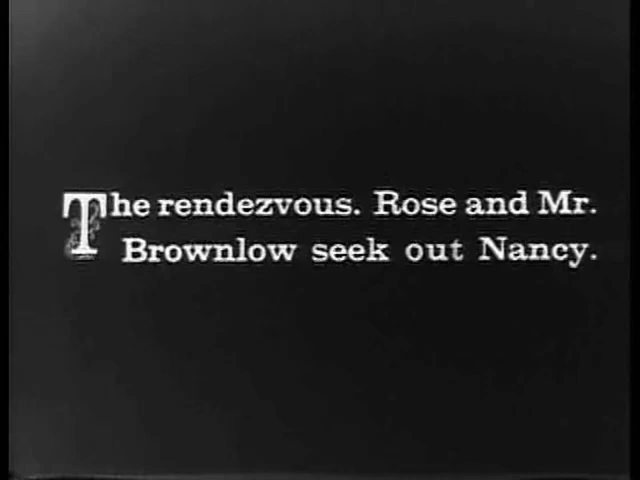 The rendezvous. Rose and Mr.
Brownlow seek out Nancy.